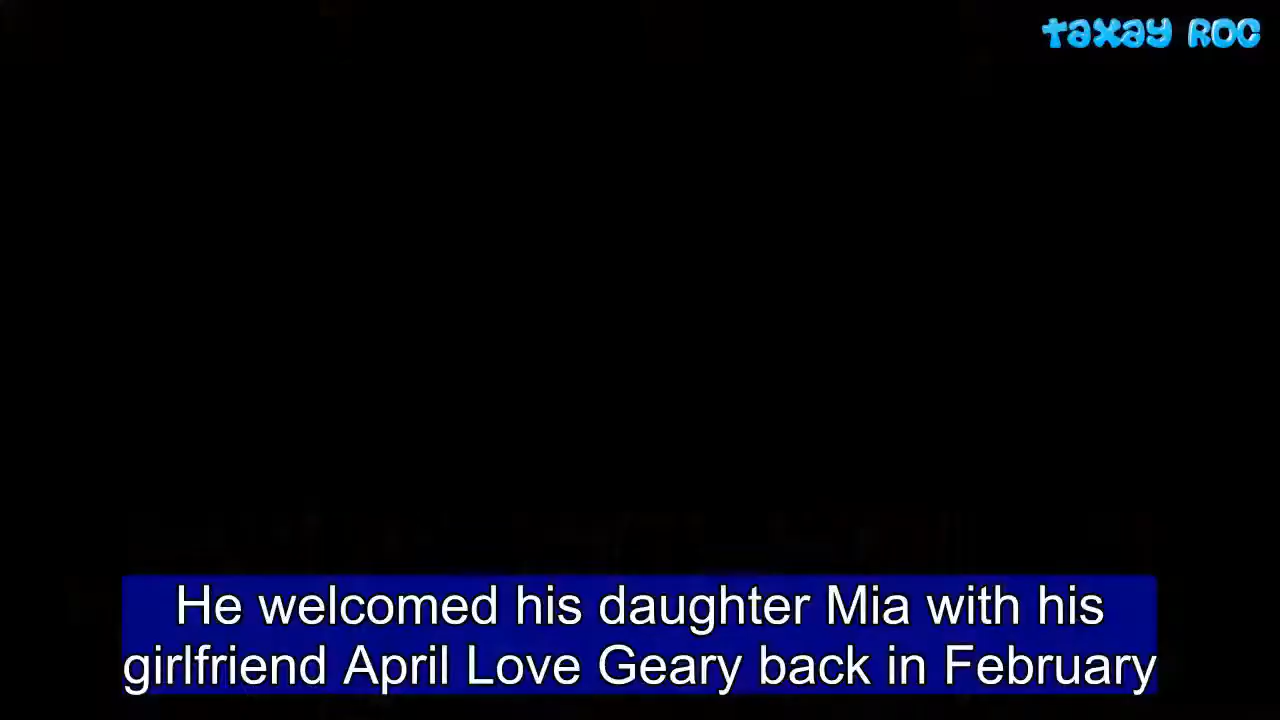 TAXAY ROC
He welcomed his daughter Mia with his
girlfriend April Love Geary back in February